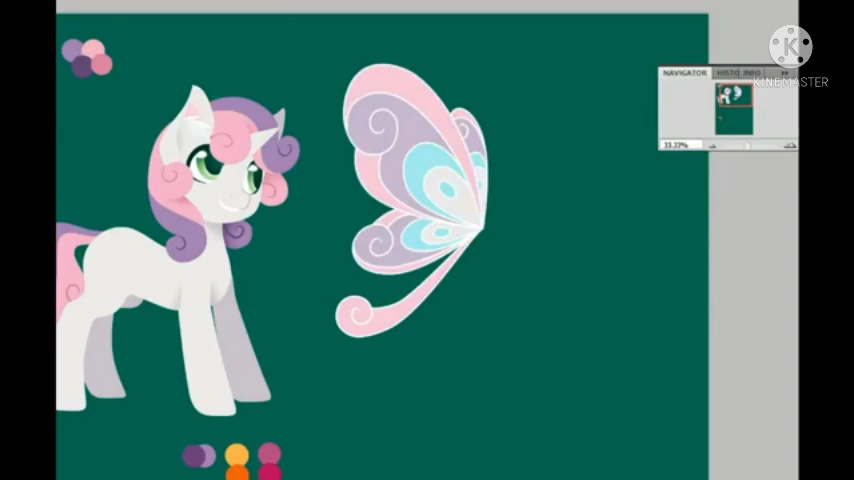 K
KINEMASTER
NAVIGATOR HISTO INFO
33.33%